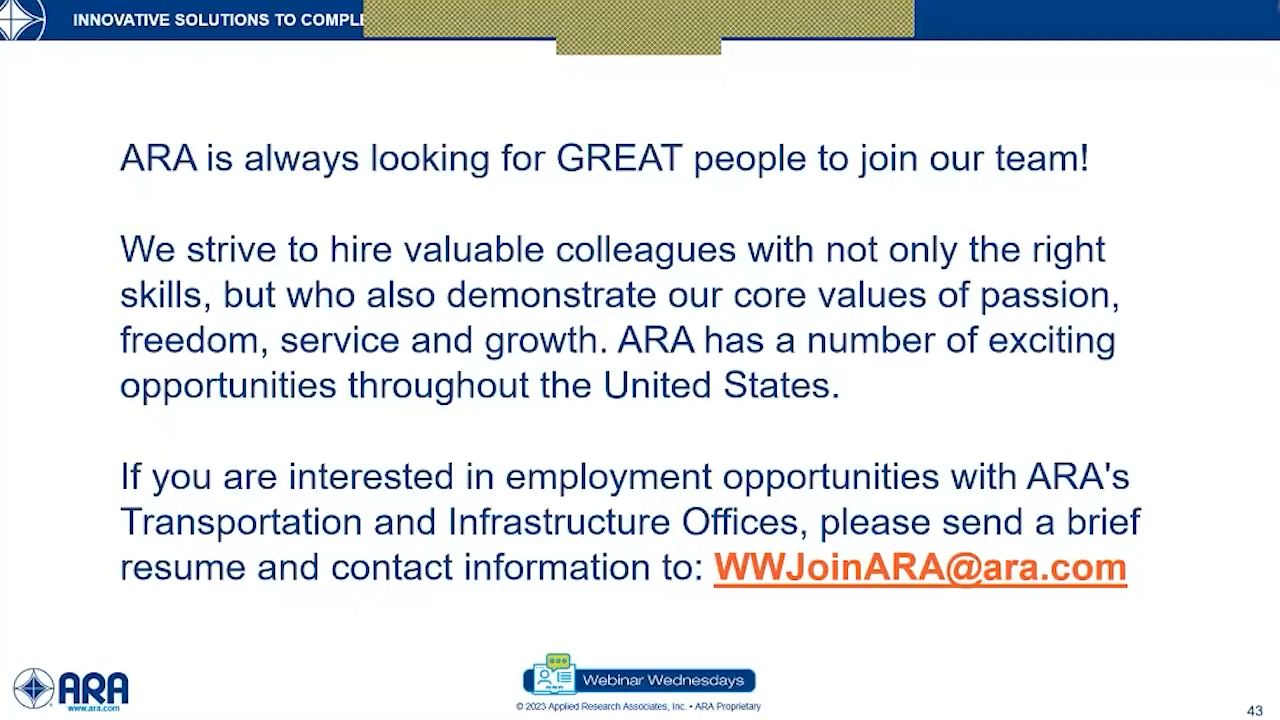 INNOVATIVE SOLUTIONS TO
ARA is always looking for GREAT people to join our team!
We strive to hire valuable colleagues with not only the right
skills, but who also demonstrate our core values of passion,
freedom, service and growth. ARA has a number of exciting
opportunities throughout the United States.
If you are interested in employment opportunities with ARA's
Transportation and Infrastructure Offices, please send a brief
resume and contact information to: WWJoinARA@ara.com
ARA
www.ara.com
Webinar Wednesdays
© 2023 Applied Research Associates, Inc. • ARA Proprietary
43